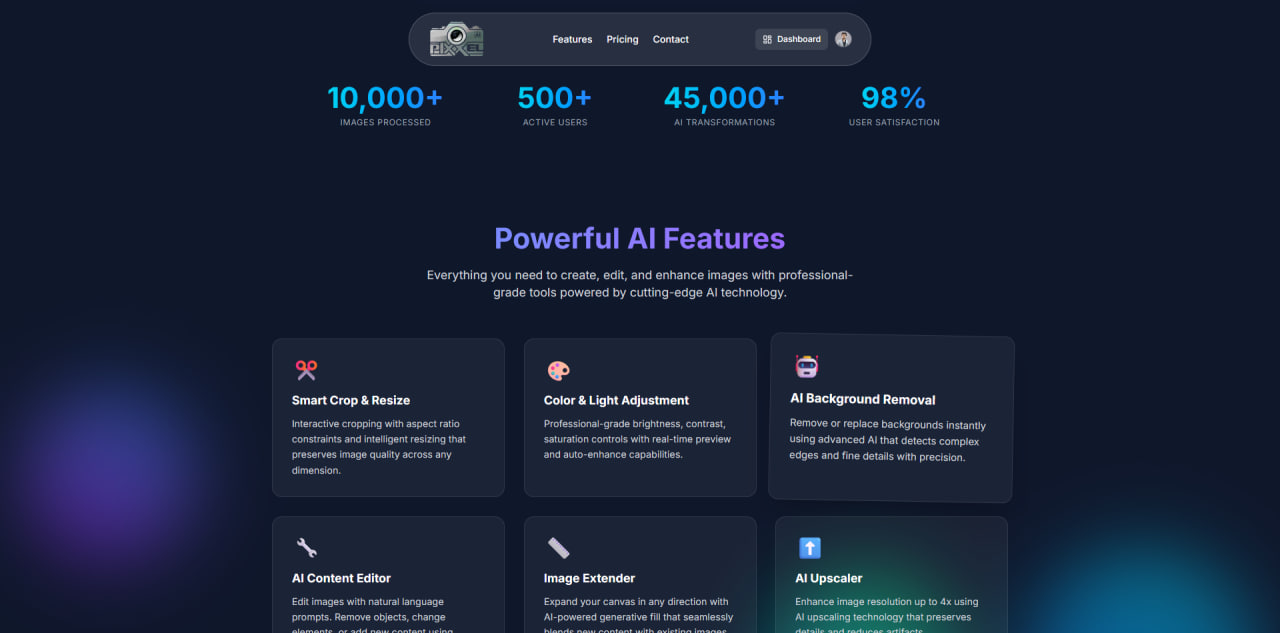 AI
PIXXEL
Features Pricing Contact Dashboard
10,000+ 500+ 45,000+ 98%
IMAGES PROCESSED ACTIVE USERS AI TRANSFORMATIONS USER SATISFACTION
Powerful AI Features
Everything you need to create, edit, and enhance images with professional-
grade tools powered by cutting-edge AI technology.
Smart Crop & Resize
Interactive cropping with aspect ratio
constraints and intelligent resizing that
preserves image quality across any
dimension.
Color & Light Adjustment
Professional-grade brightness, contrast,
saturation controls with real-time preview
and auto-enhance capabilities.
AI Background Removal
Remove or replace backgrounds instantly
using advanced AI that detects complex
edges and fine details with precision.
AI Content Editor
Edit images with natural language
prompts. Remove objects, change
elements, or add new content using
Image Extender
Expand your canvas in any direction with
AI-powered generative fill that seamlessly
blends new content with existing images.
AI Upscaler
Enhance image resolution up to 4x using
AI upscaling technology that preserves
details and reduces artifacts.